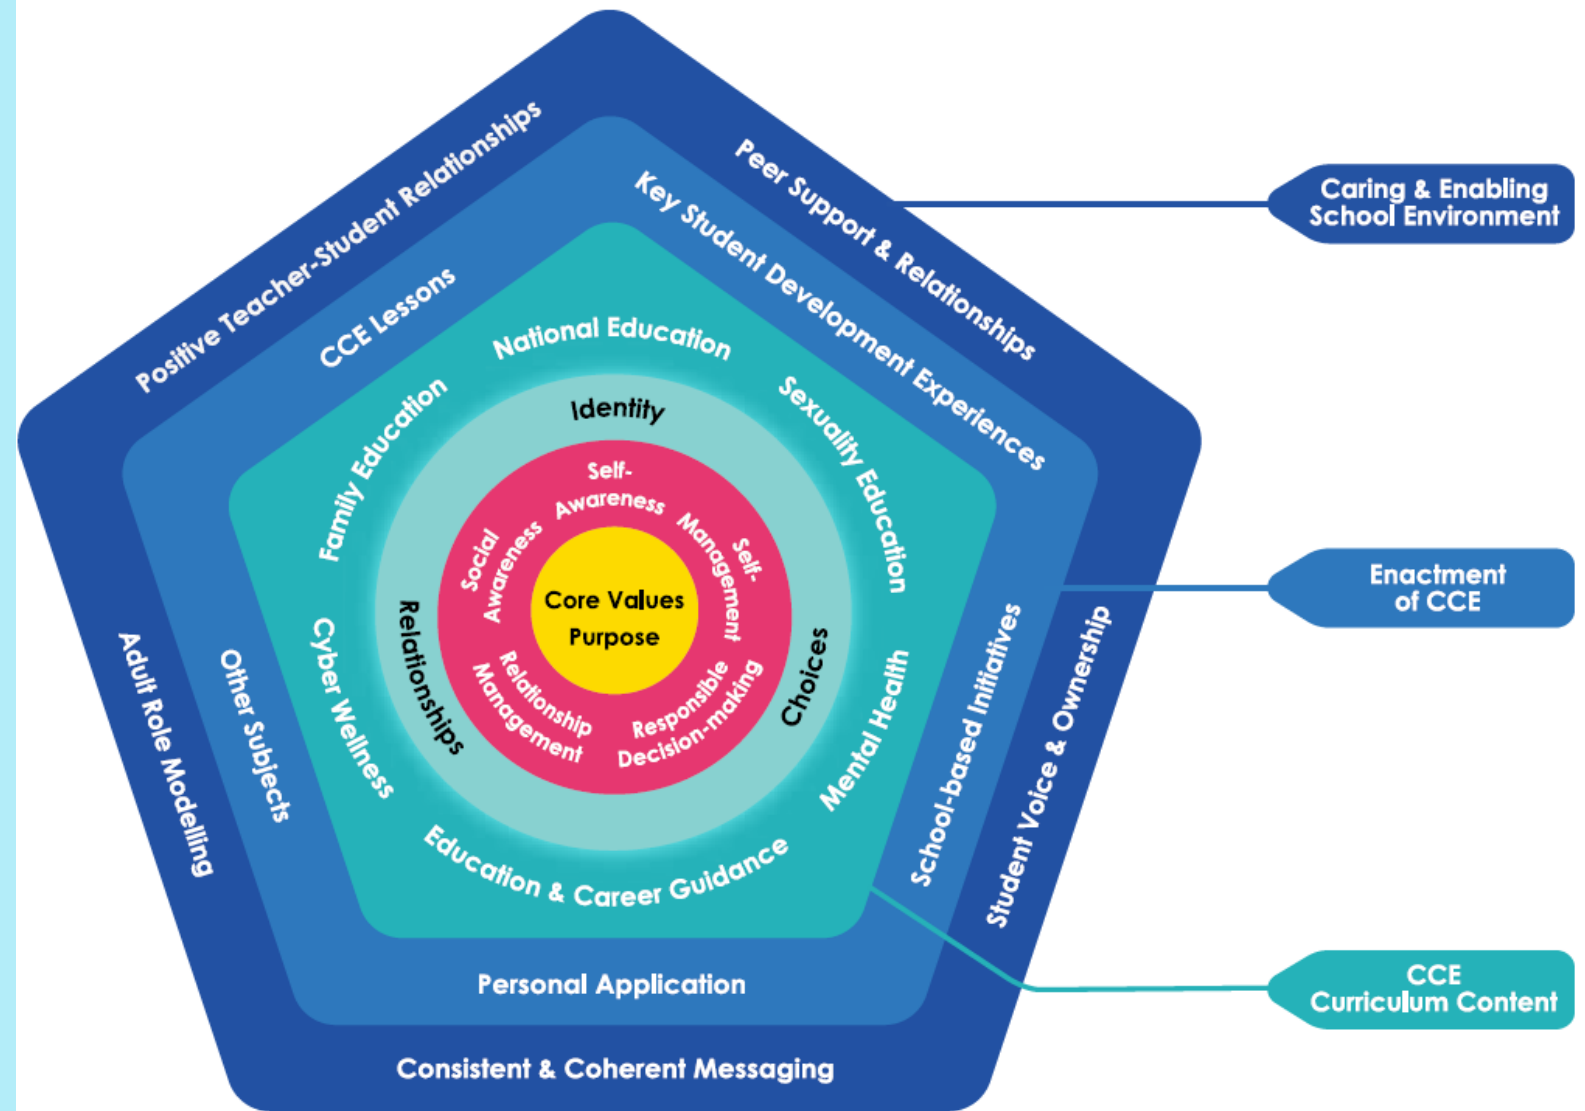 Positive Teacher-Student Relationships
Peer Support & Relationships
Caring & Enabling
School Environment
CCE Lessons
Key Student Development Experiences
National Education
Family Education
Sexuality Education
Identity
Self-
Awareness
Social
Awareness
Self-
Management
Core Values
Purpose
Enactment
of CCE
Relationships
Choices
Relationship
Management
Responsible
Decision-making
Cyber Wellness
Mental Health
Other Subjects
School-based Initiatives
Adult Role Modelling
Student Voice & Ownership
Education & Career Guidance
CCE
Curriculum Content
Personal Application
Consistent & Coherent Messaging